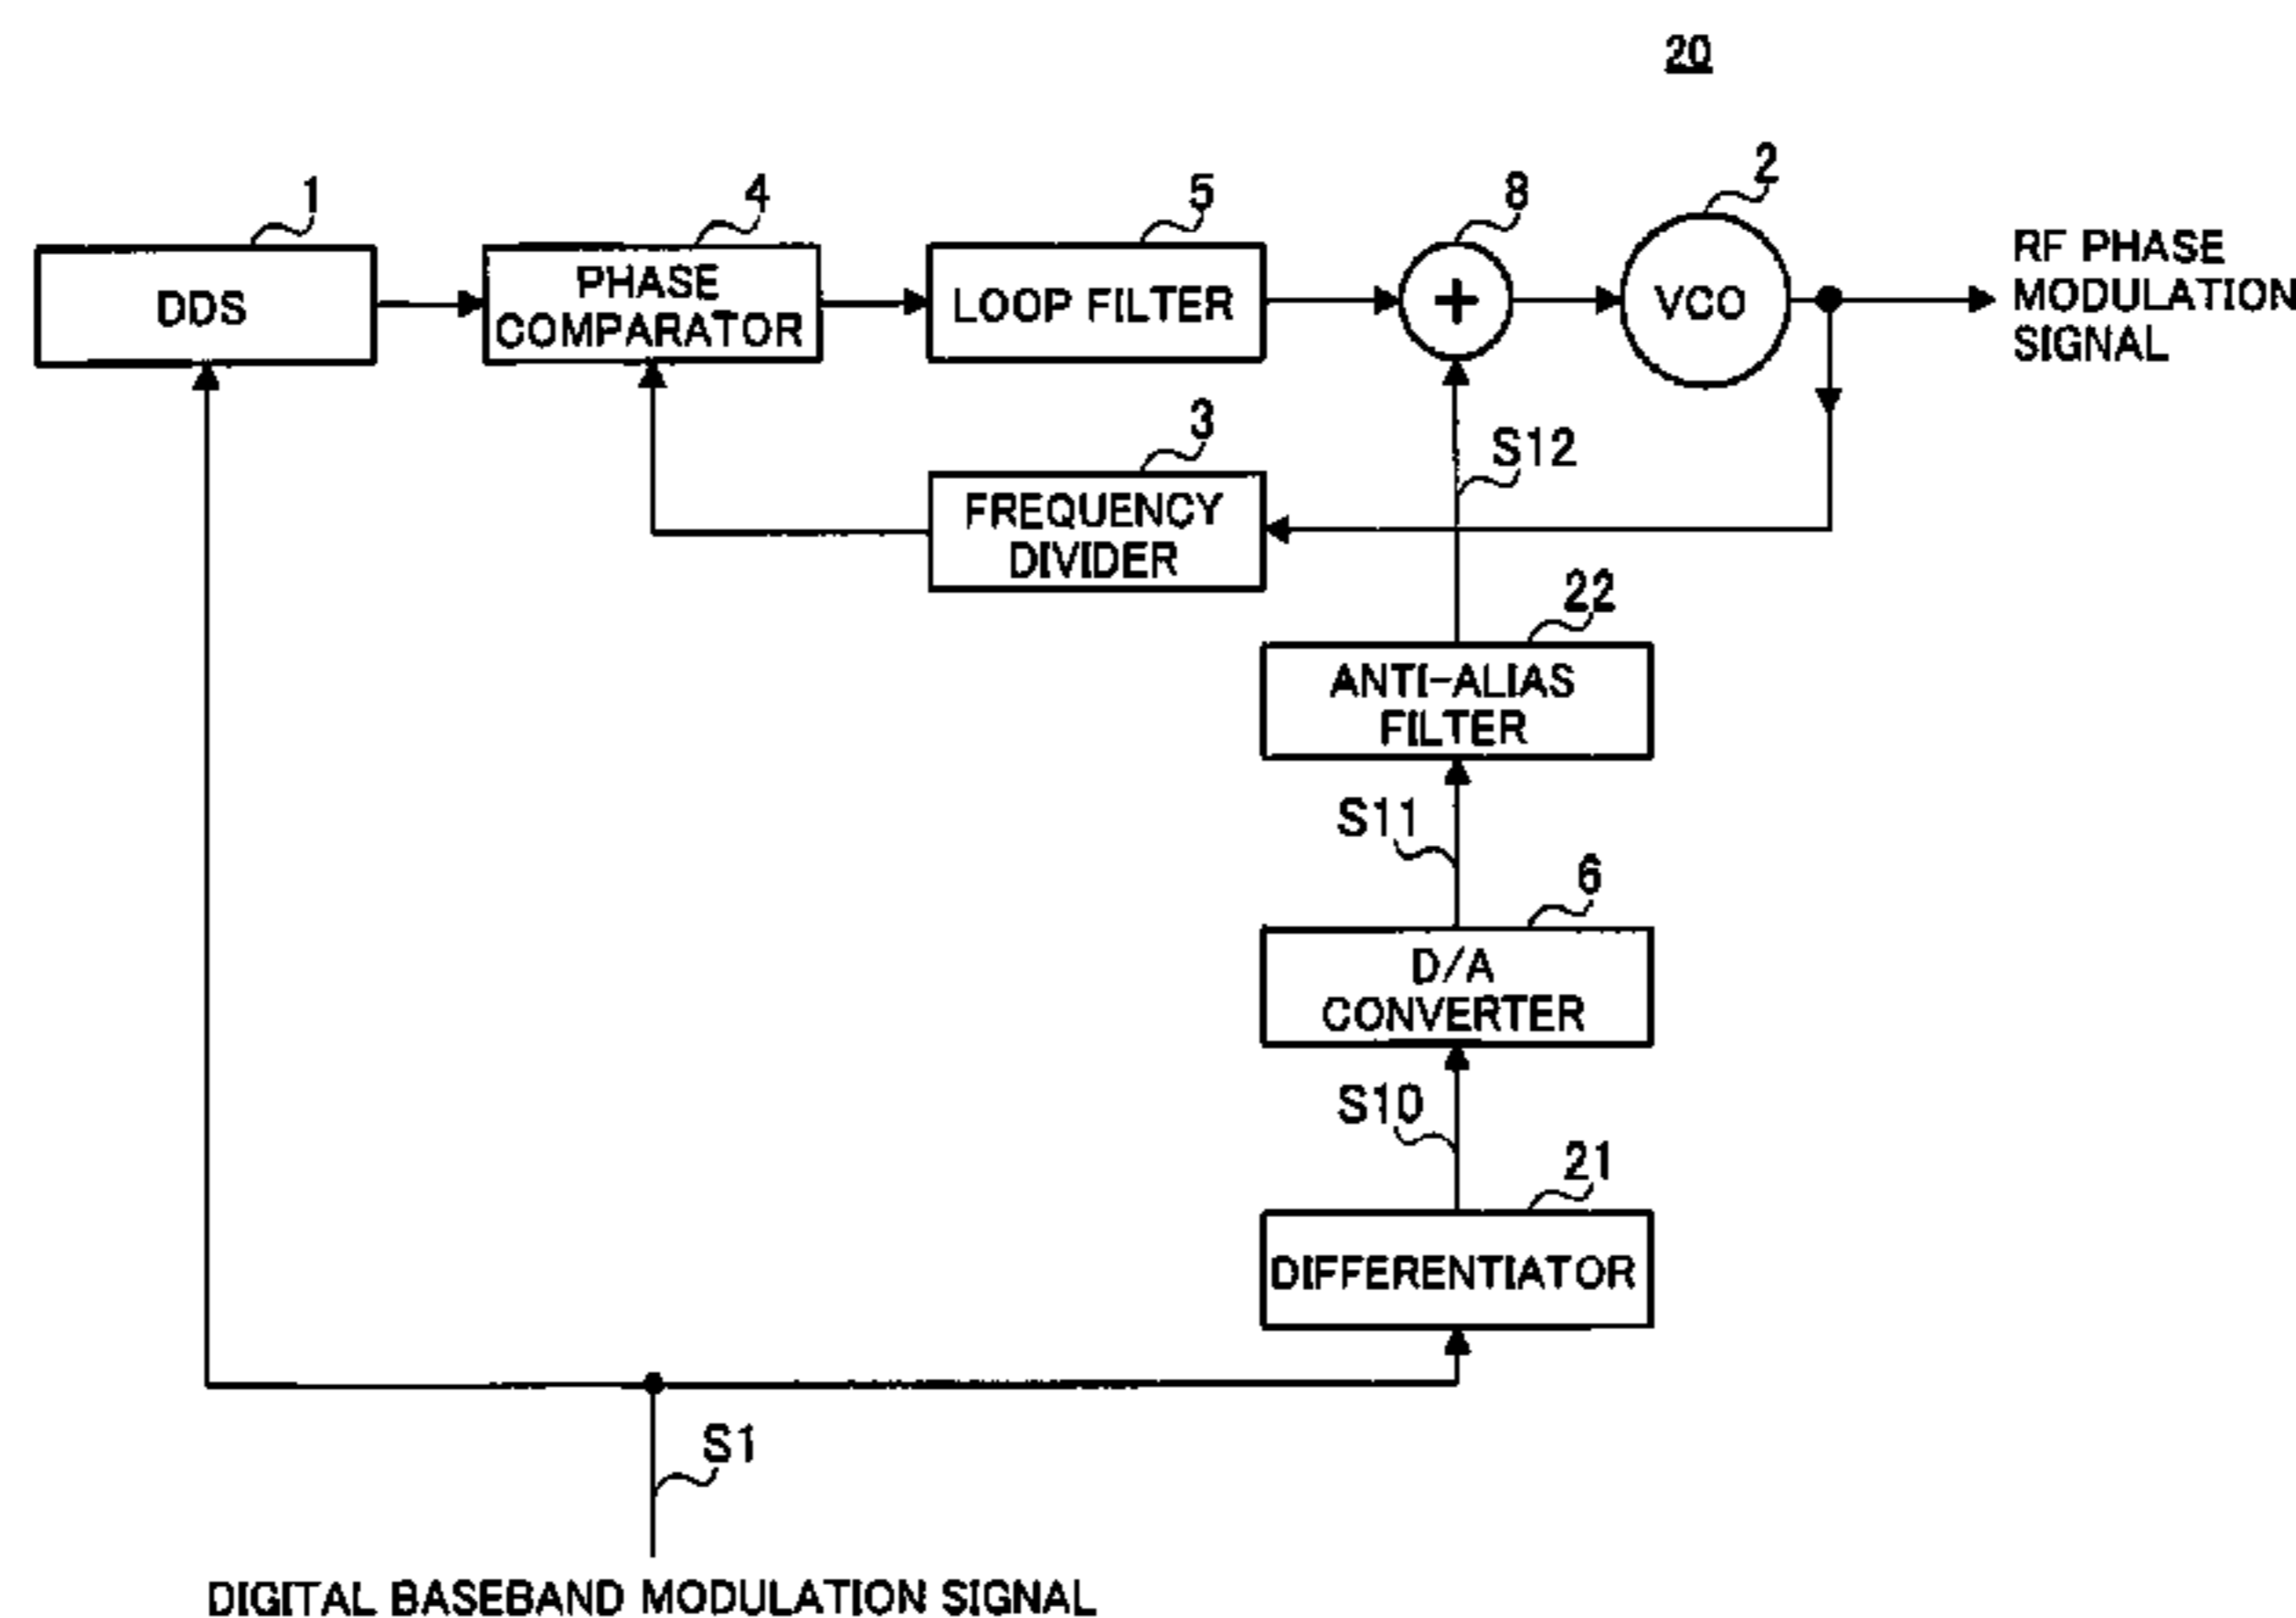 20
1
4
5
8
2
DDS
PHASE
COMPARATOR
LOOP FILTER
+
VCO
RF PHASE
MODULATION
SIGNAL
3
S12
FREQUENCY
DIVIDER
22
ANTI-ALIAS
FILTER
S11
6
D/A
CONVERTER
S10
21
DIFFERENTIATOR
S1
DIGITAL BASEBAND MODULATION SIGNAL